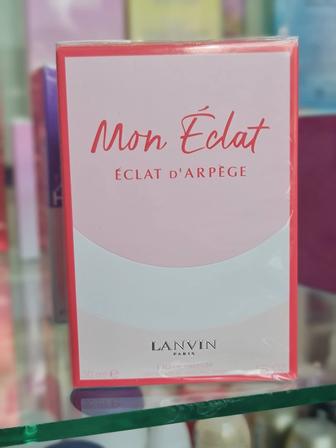 Mon Éclat
ÉCLAT D'ARPÈGE
LANVIN
PARIS